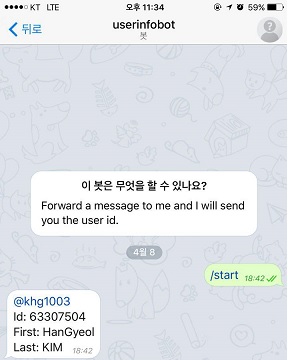 KT LTE 오후 11:34 59%
뒤로
userinfobot
봇
이 봇은 무엇을 할 수 있나요?
Forward a message to me and I will send
you the user id.
4월 8
/start 18:42
@khg1003
Id: 63307504
First: HanGyeol
Last: KIM 18:42